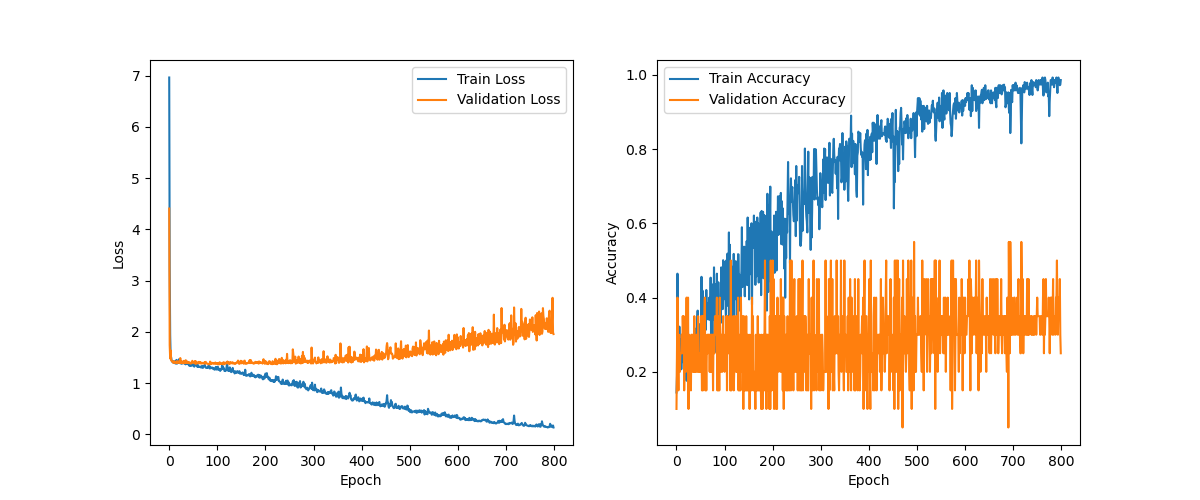 Train Loss
Validation Loss
7
6
5
4
3
2
1
0
Loss
0 100 200 300 400 500 600 700 800
Epoch
Train Accuracy
Validation Accuracy
1.0
0.8
0.6
0.4
0.2
Accuracy
0 100 200 300 400 500 600 700 800
Epoch